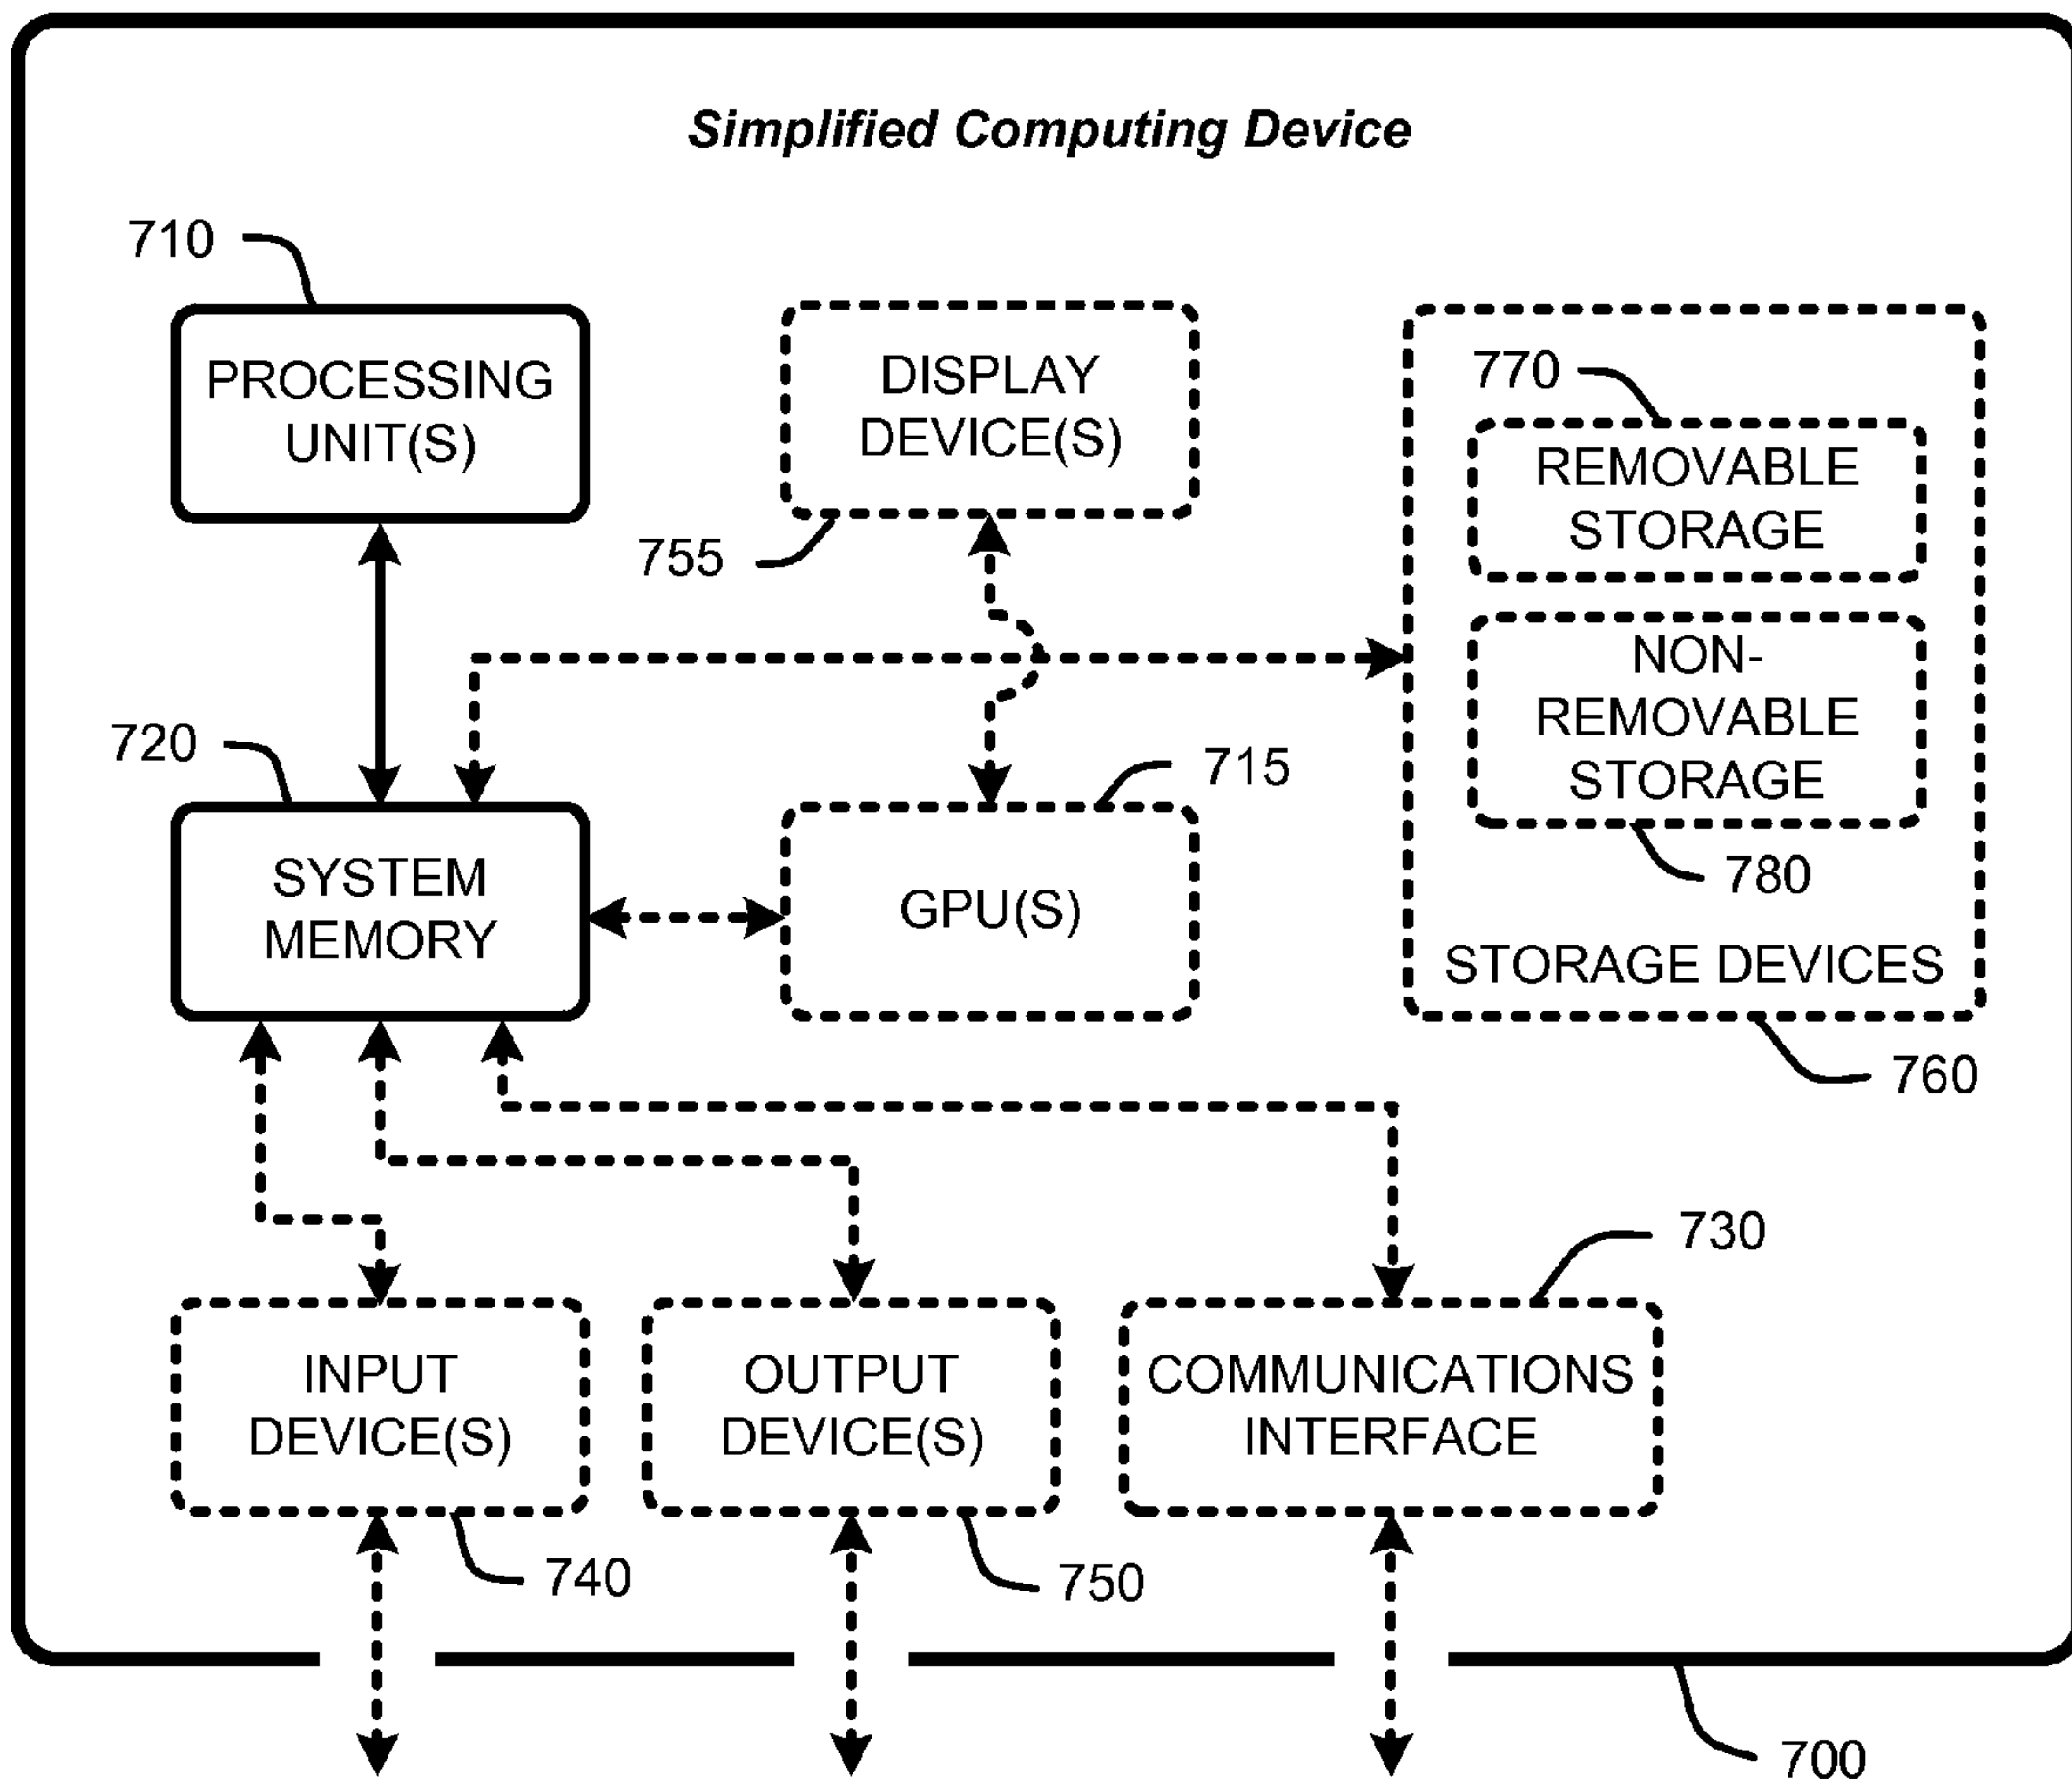 Simplified Computing Device
710
PROCESSING
UNIT(S)
DISPLAY
DEVICE(S)
755
770
REMOVABLE
STORAGE
NON-
REMOVABLE
STORAGE
780
STORAGE DEVICES
760
720
SYSTEM
MEMORY
715
GPU(S)
730
INPUT
DEVICE(S)
OUTPUT
DEVICE(S)
COMMUNICATIONS
INTERFACE
740
750
700